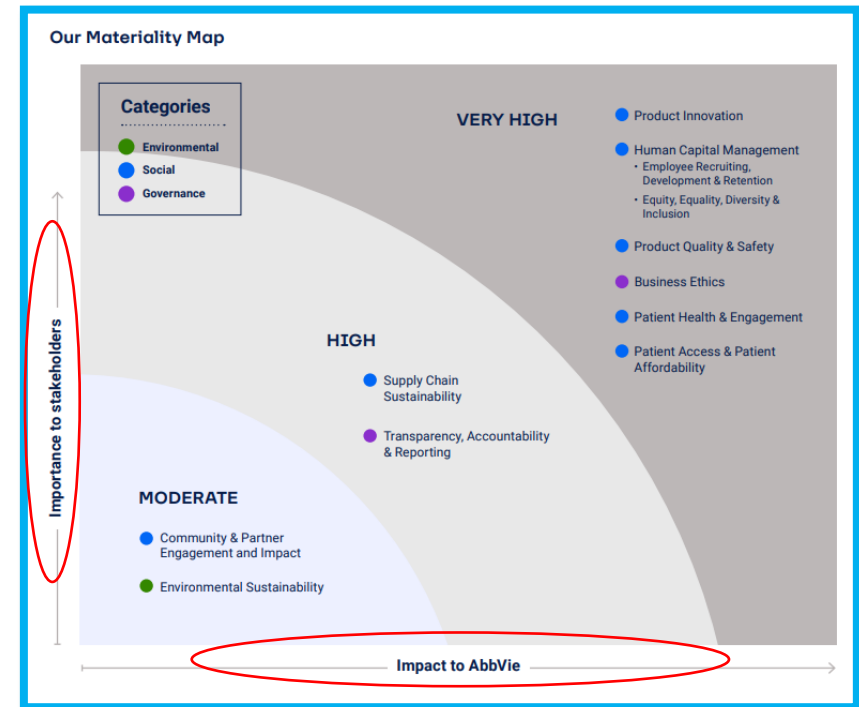 Our Materiality Map
Categories
Environmental
Social
Governance
VERY HIGH
Product Innovation
Human Capital Management
• Employee Recruiting,
Development & Retention
• Equity, Equality, Diversity &
Inclusion
Product Quality & Safety
Business Ethics
Patient Health & Engagement
Patient Access & Patient
Affordability
HIGH
Supply Chain
Sustainability
Transparency, Accountability
& Reporting
MODERATE
Community & Partner
Engagement and Impact
Environmental Sustainability
Importance to stakeholders
Impact to AbbVie